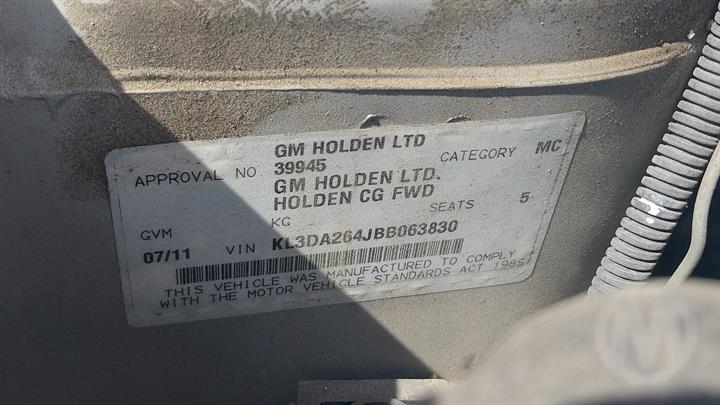 GM HOLDEN LTD
APPROVAL NO 39945 CATEGORY MC
GM HOLDEN LTD.
HOLDEN CG FWD
GVM KG SEATS 5
07/11 VIN KL3DA264JBB063830
THIS VEHICLE WAS MANUFACTURED TO COMPLY
WITH THE MOTOR VEHICLE STANDARDS ACT 1989.
M